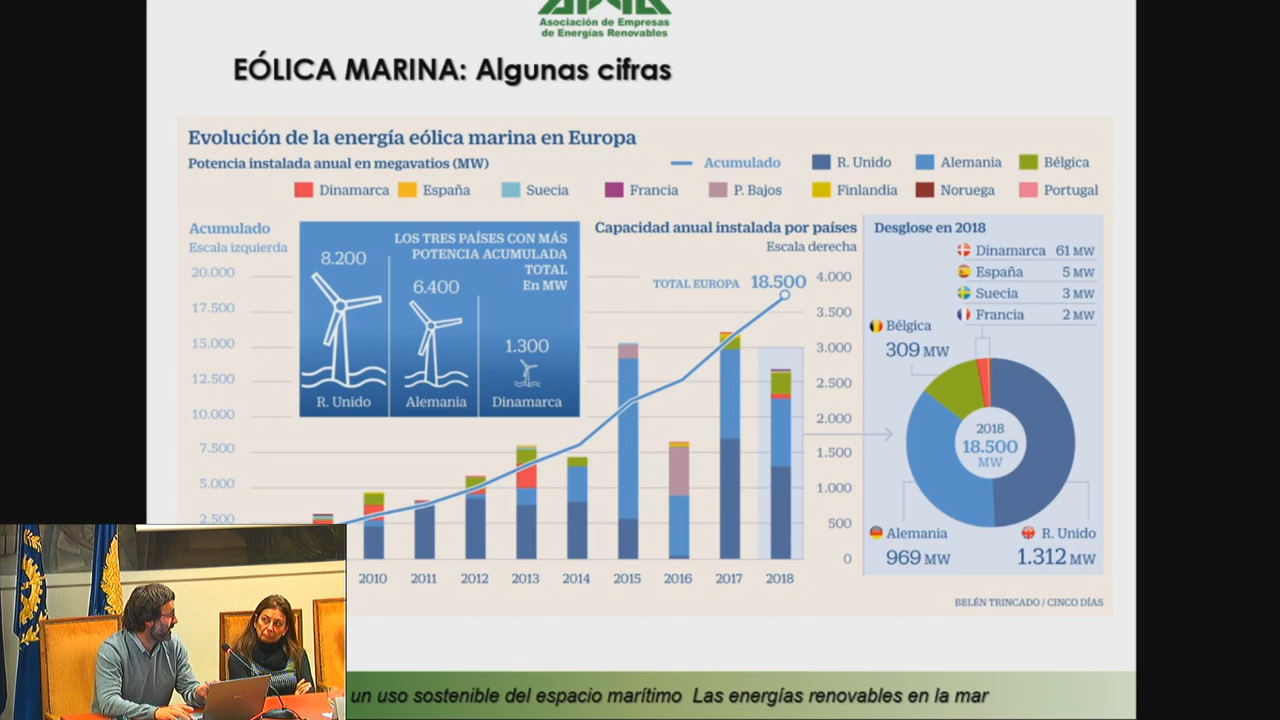 Asociación de Empresas
de Energías Renovables
EÓLICA MARINA: Algunas cifras
Evolución de la energía eólica marina en Europa
Potencia instalada anual en megavatios (MW)
Acumulado
R. Unido
Alemania
Bélgica
Dinamarca
España
Suecia
Francia
P. Bajos
Finlandia
Noruega
Portugal
Acumulado
Escala izquierda
20.000
17.500
15.000
12.500
10.000
7.500
5.000
2.500
LOS TRES PAÍSES CON MÁS
POTENCIA ACUMULADA
TOTAL
En MW
8.200
6.400
1.300
R. Unido
Alemania
Dinamarca
Capacidad anual instalada por países
Escala derecha
TOTAL EUROPA 18.500
4.000
3.500
3.000
2.500
2.000
1.500
1.000
500
0
2010 2011 2012 2013 2014 2015 2016 2017 2018
Desglose en 2018
Dinamarca 61 MW
España 5 MW
Suecia 3 MW
Francia 2 MW
Bélgica
309 MW
2018
18.500
MW
Alemania
969 MW
R. Unido
1.312 MW
BELÉN TRINCADO / CINCO DÍAS
un uso sostenible del espacio marítimo Las energías renovables en la mar